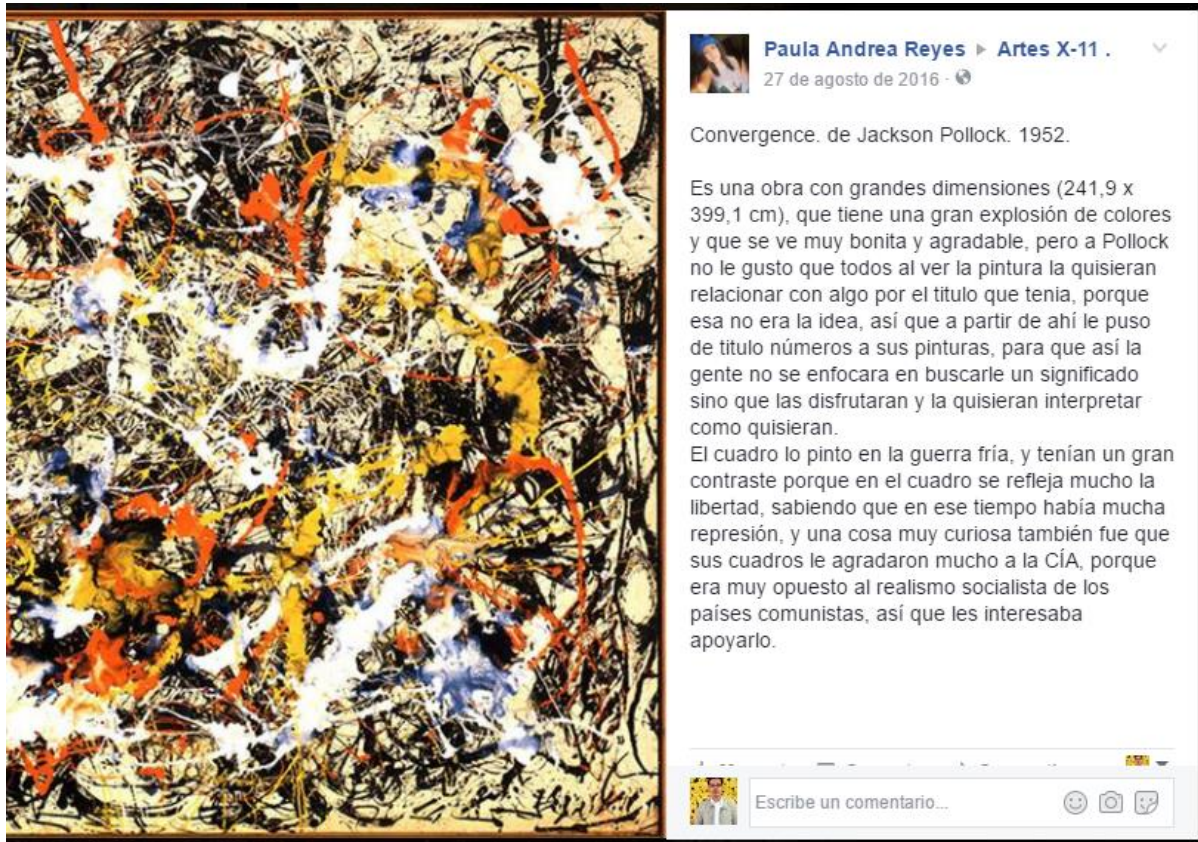 Paula Andrea Reyes ▸ Artes X-11 .
27 de agosto de 2016 ·
Convergence. de Jackson Pollock. 1952.
Es una obra con grandes dimensiones (241,9 x
399,1 cm), que tiene una gran explosión de colores
y que se ve muy bonita y agradable, pero a Pollock
no le gusto que todos al ver la pintura la quisieran
relacionar con algo por el titulo que tenia, porque
esa no era la idea, así que a partir de ahí le puso
de titulo números a sus pinturas, para que así la
gente no se enfocara en buscarle un significado
sino que las disfrutaran y la quisieran interpretar
como quisieran.
El cuadro lo pinto en la guerra fría, y tenían un gran
contraste porque en el cuadro se refleja mucho la
libertad, sabiendo que en ese tiempo había mucha
represión, y una cosa muy curiosa también fue que
sus cuadros le agradaron mucho a la CÍA, porque
era muy opuesto al realismo socialista de los
países comunistas, así que les interesaba
apoyarlo.
Escribe un comentario...